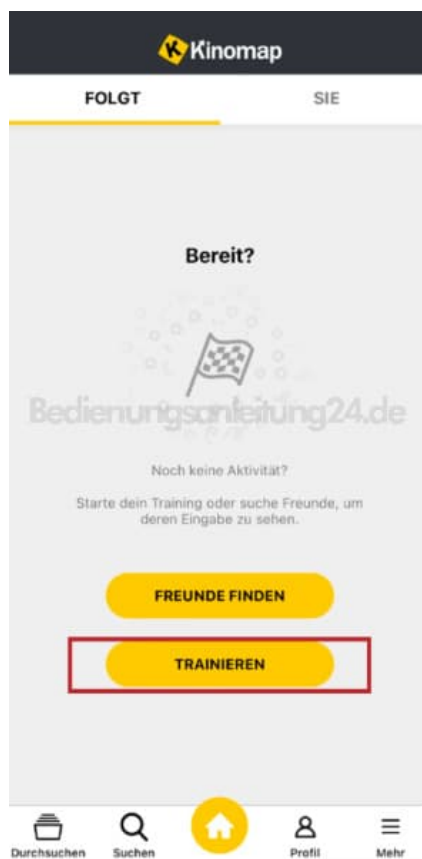 Kinomap
FOLGT SIE
Bereit?
Bedienungsanleitung24.de
Noch keine Aktivität?
Starte dein Training oder suche Freunde, um
deren Eingabe zu sehen.
FREUNDE FINDEN
TRAINIEREN
Durchsuchen Suchen Profil Mehr